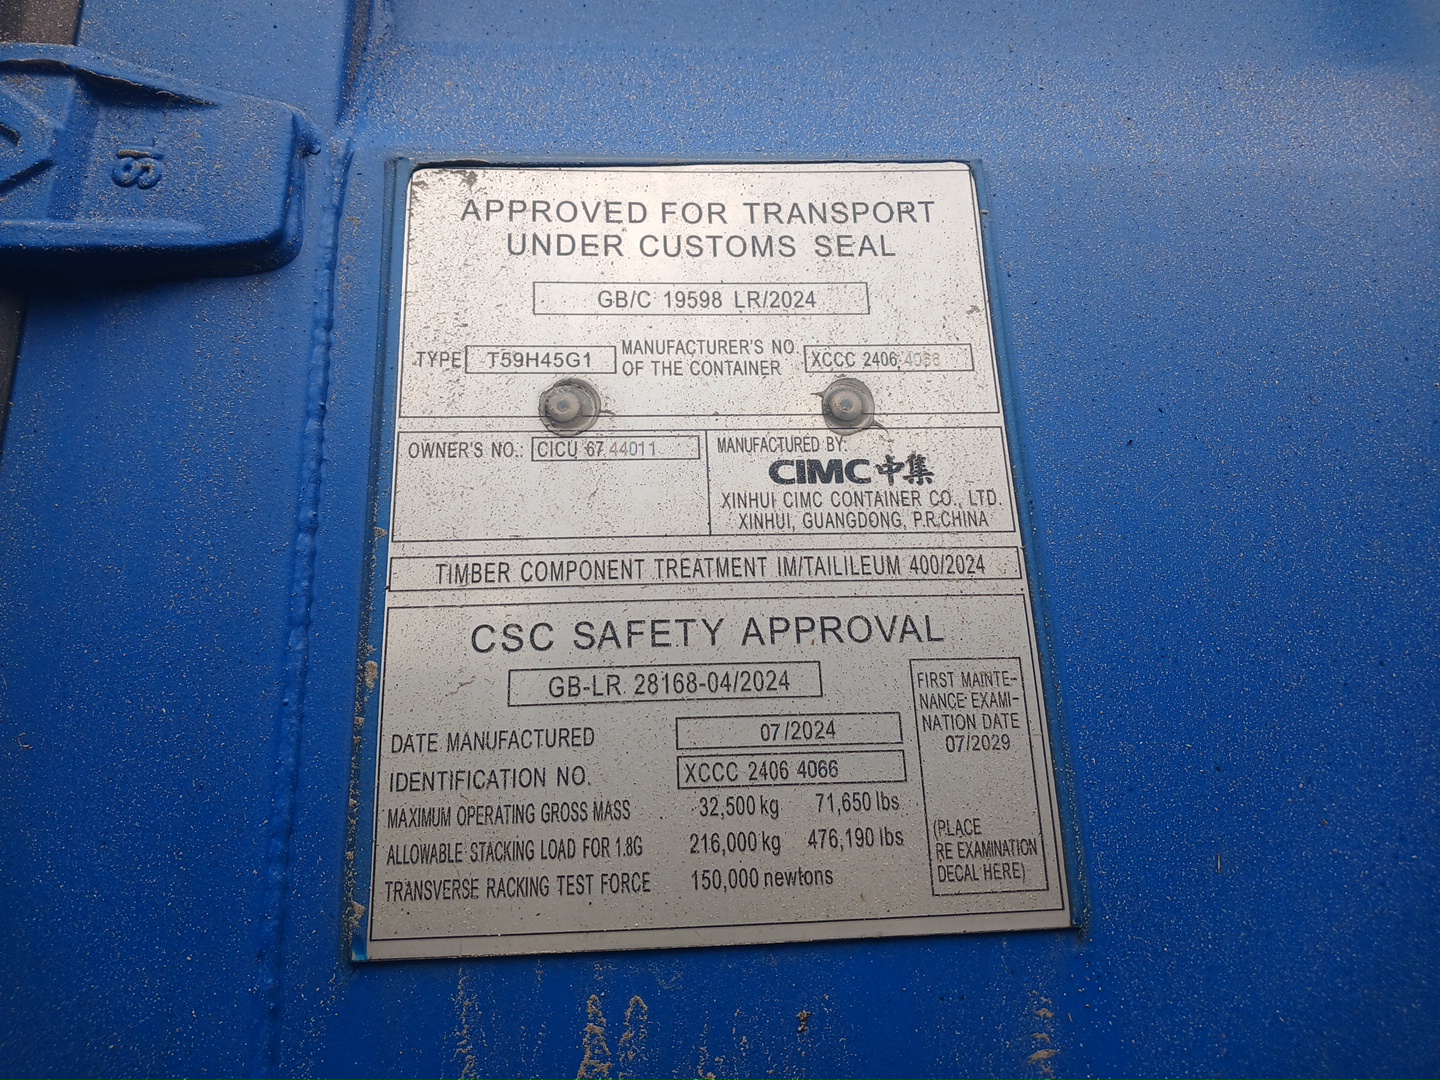 81
APPROVED FOR TRANSPORT
UNDER CUSTOMS SEAL
GB/C 19598 LR/2024
TYPE T59H45G1 MANUFACTURER'S NO. OF THE CONTAINER XCCC 2406 4066
OWNER'S NO.: CICU 67 44011
MANUFACTURED BY:
CIMC 中集
XINHUI CIMC CONTAINER CO., LTD.
XINHUI, GUANGDONG, P.R.CHINA
TIMBER COMPONENT TREATMENT IM/TAILILEUM 400/2024
CSC SAFETY APPROVAL
GB-LR 28168-04/2024
DATE MANUFACTURED 07/2024
IDENTIFICATION NO. XCCC 2406 4066
MAXIMUM OPERATING GROSS MASS 32,500 kg 71,650 lbs
ALLOWABLE STACKING LOAD FOR 1.8G 216,000 kg 476,190 lbs
TRANSVERSE RACKING TEST FORCE 150,000 newtons
FIRST MAINTE-
NANCE EXAMI-
NATION DATE
07/2029
(PLACE
RE EXAMINATION
DECAL HERE)